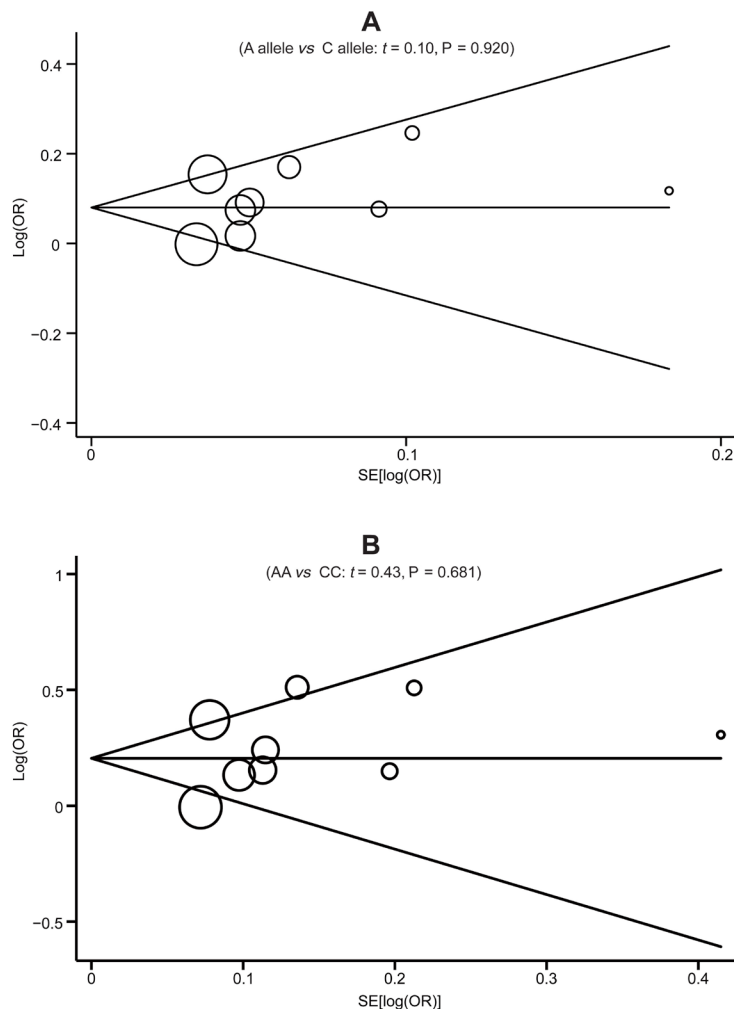 A
(A allele vs C allele: t = 0.10, P = 0.920)
0.4
0.2
0
−0.2
−0.4
Log(OR)
0
0.1
0.2
SE[log(OR)]
B
(AA vs CC: t = 0.43, P = 0.681)
1
0.5
0
−0.5
Log(OR)
0
0.1
0.2
0.3
0.4
SE[log(OR)]